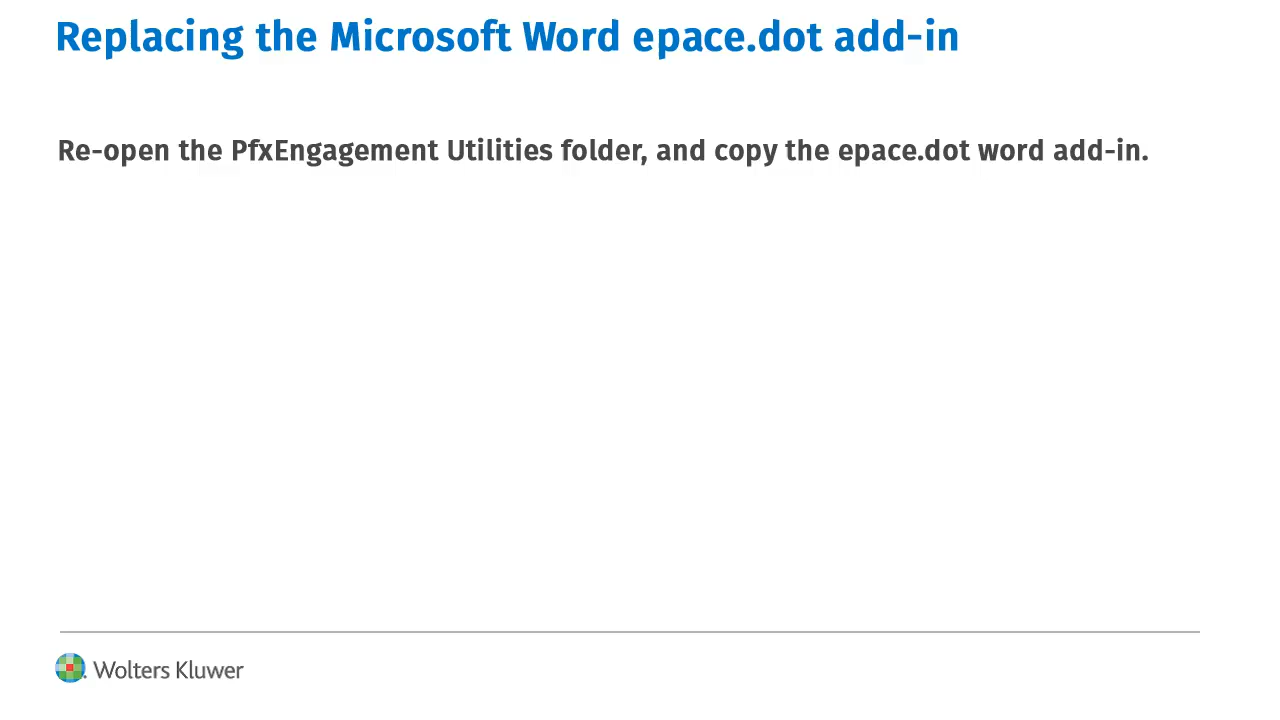 Replacing the Microsoft Word epace.dot add-in
Re-open the PfxEngagement Utilities folder, and copy the epace.dot word add-in.
Wolters Kluwer